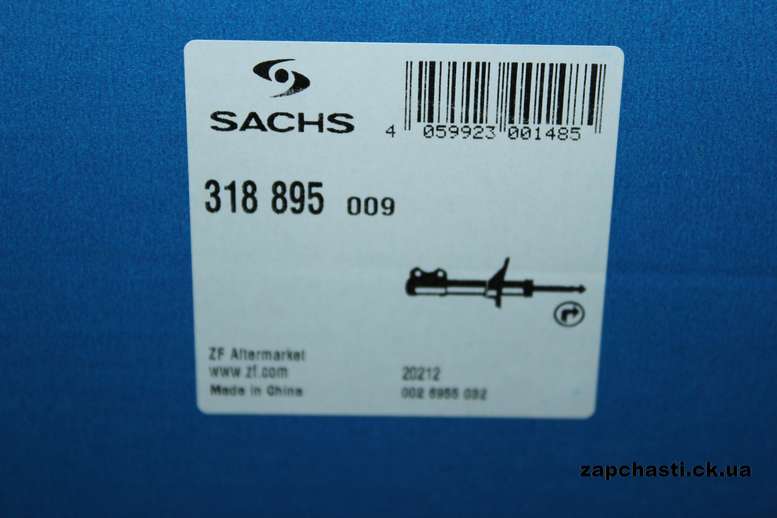 SACHS
4 059923 001485
318 895 009
ZF Aftermarket
www.zf.com
Made in China
20212
002 6955 032
zapchasti.ck.ua